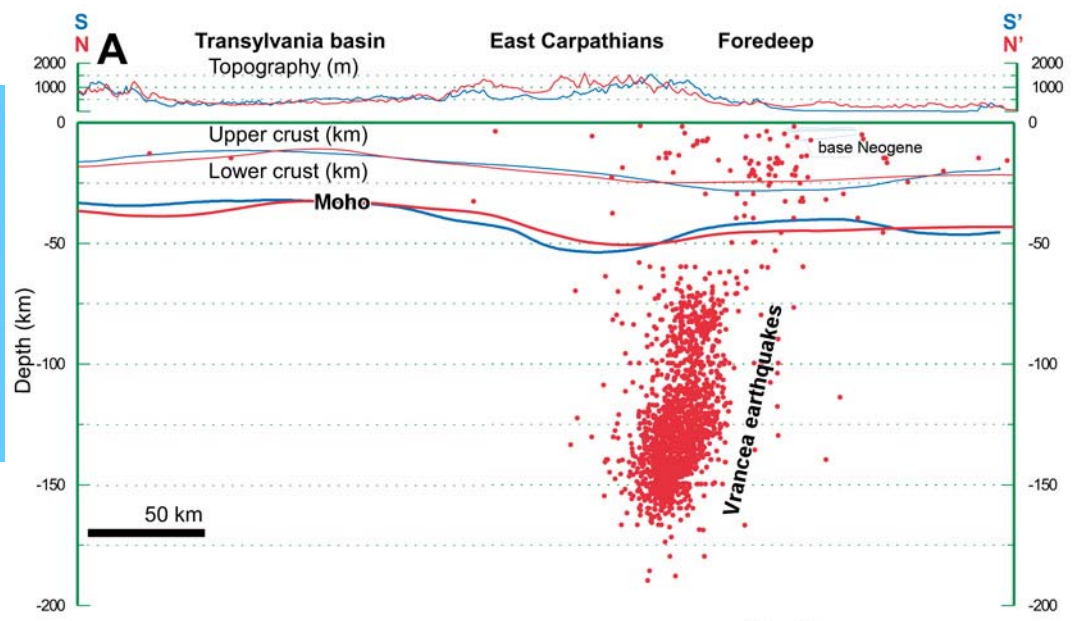 S
N
A
Transylvania basin
East Carpathians
Foredeep
S'
N'
Topography (m)
2000
1000
2000
1000
0
0
Upper crust (km)
base Neogene
Lower crust (km)
Moho
-50
-50
Depth (km)
Vrancea earthquakes
-100
-100
-150
-150
50 km
-200
-200